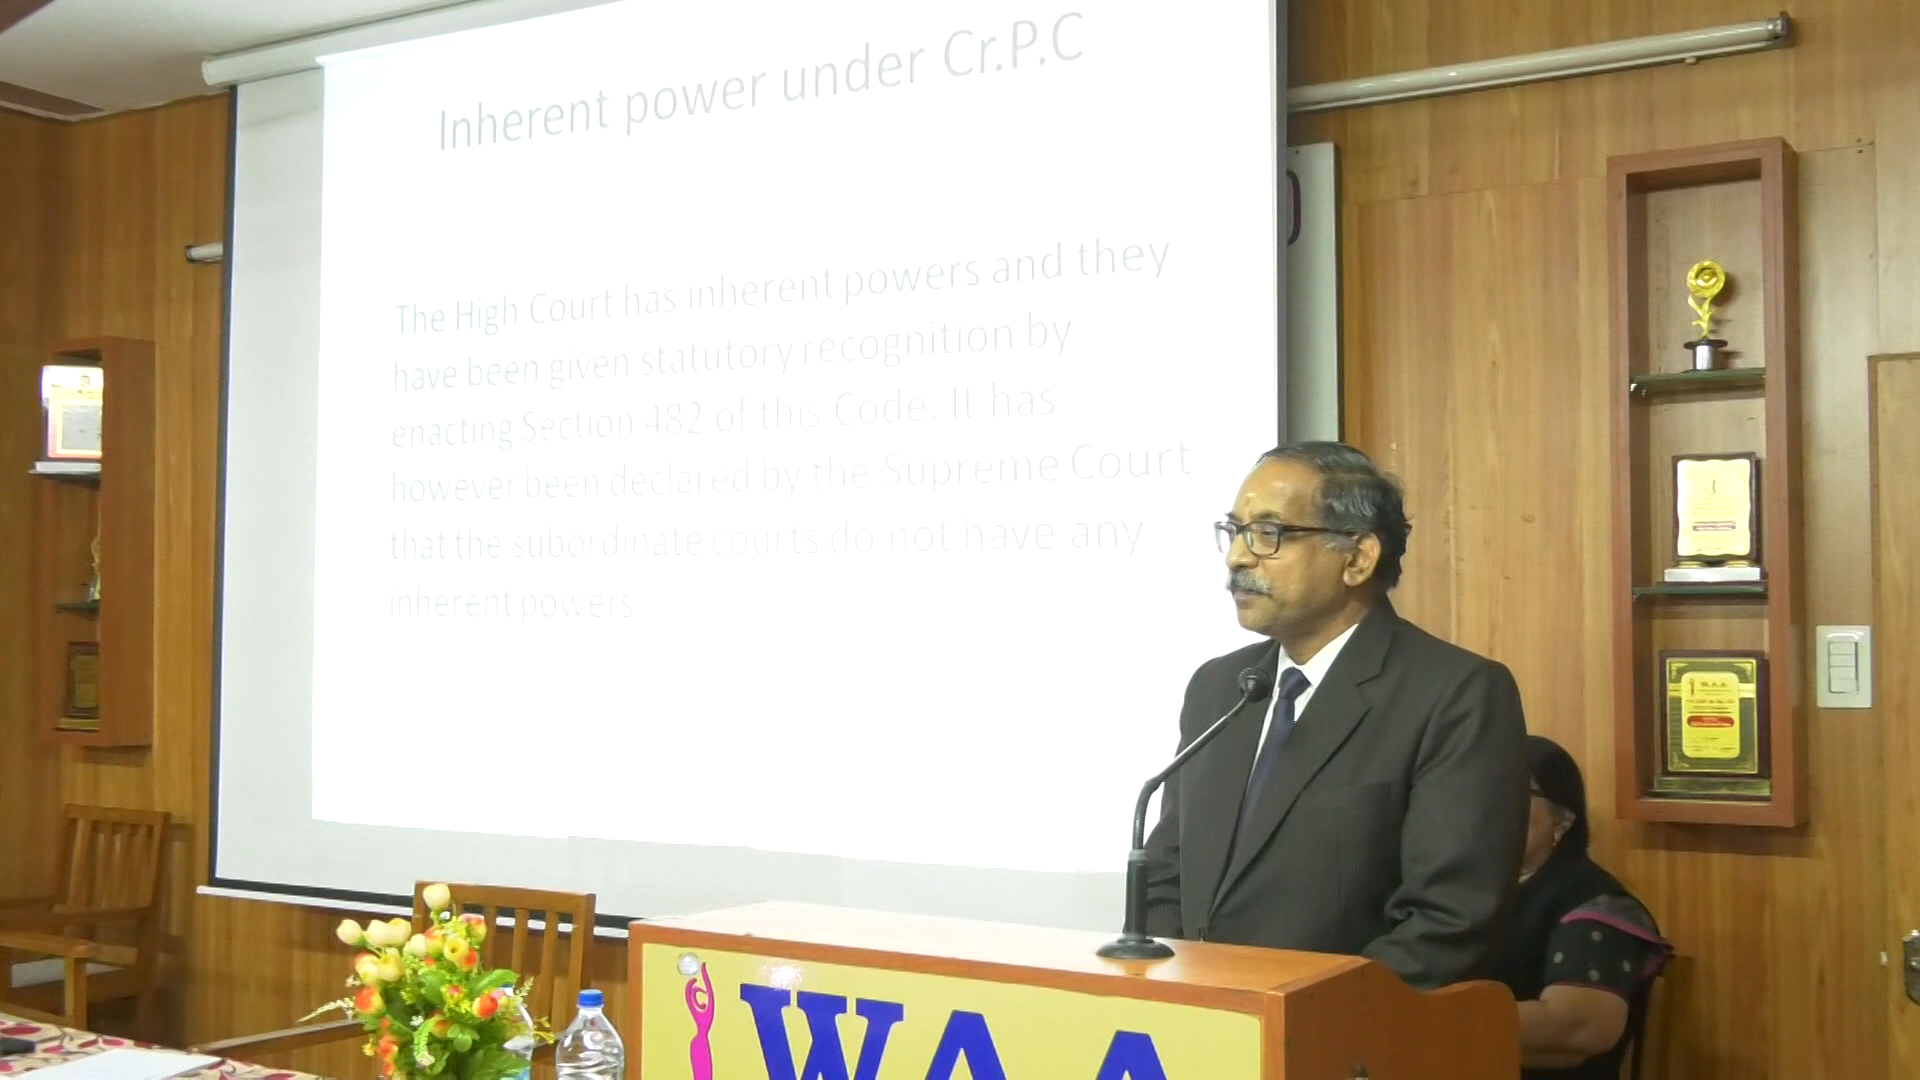 Inherent power under Cr.P.C
The High Court has inherent powers and they
have been given statutory recognition by
enacting Section 482 of this Code. It has
however been declared by the Supreme Court
that the subordinate courts do not have any
inherent powers
WAA
W.A.A